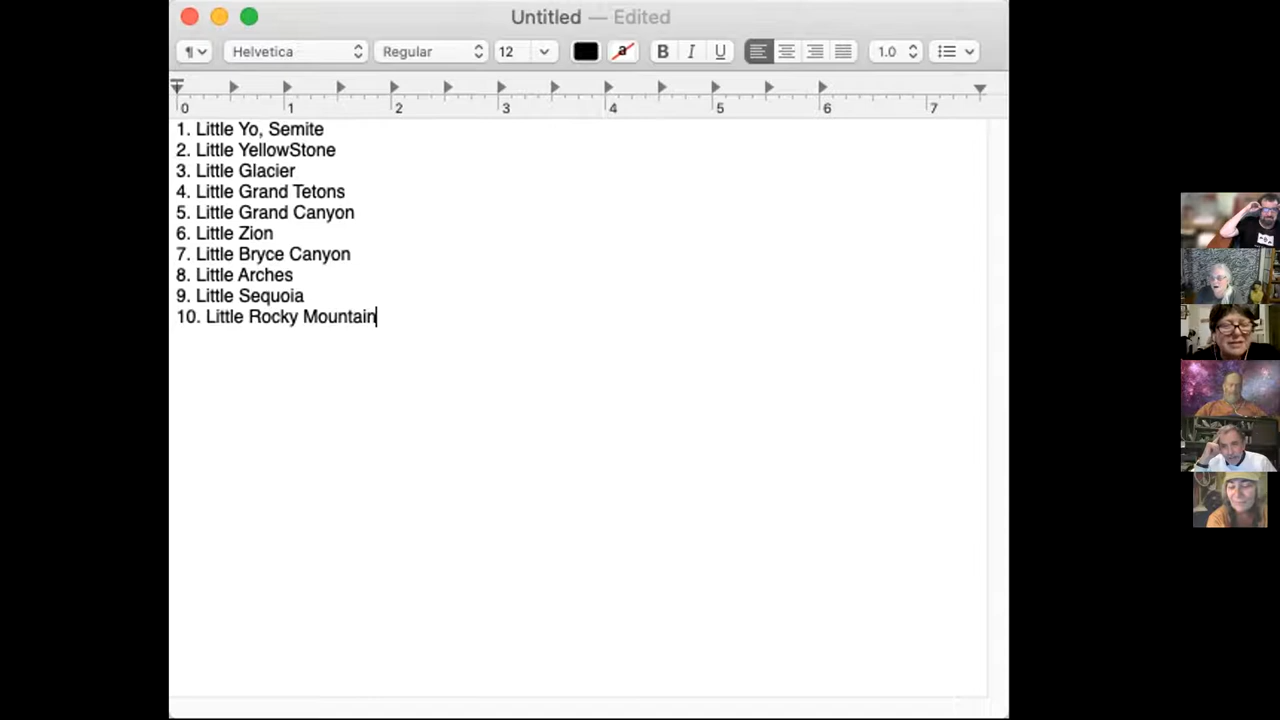 Untitled — Edited
¶ Helvetica Regular 12 a B I U 1.0
0 1 2 3 4 5 6 7
1. Little Yo, Semite
2. Little YellowStone
3. Little Glacier
4. Little Grand Tetons
5. Little Grand Canyon
6. Little Zion
7. Little Bryce Canyon
8. Little Arches
9. Little Sequoia
10. Little Rocky Mountain